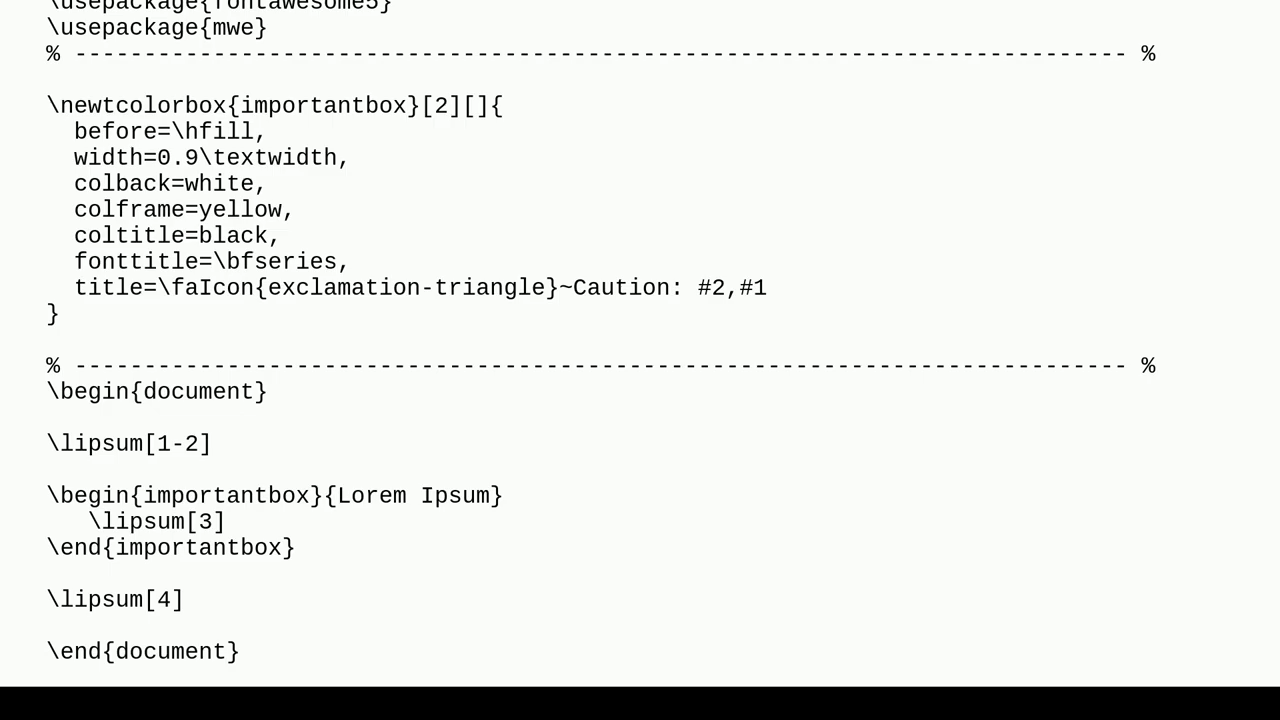 \usepackage{fontawesome5}
\usepackage{mwe}
% ---------------------------------------------------------------------------- %
\newtcolorbox{importantbox}[2][]{
  before=\hfill,
  width=0.9\textwidth,
  colback=white,
  colframe=yellow,
  coltitle=black,
  fonttitle=\bfseries,
  title=\faIcon{exclamation-triangle}~Caution: #2,#1
}
% ---------------------------------------------------------------------------- %
\begin{document}
\lipsum[1-2]
\begin{importantbox}{Lorem Ipsum}
   \lipsum[3]
\end{importantbox}
\lipsum[4]
\end{document}